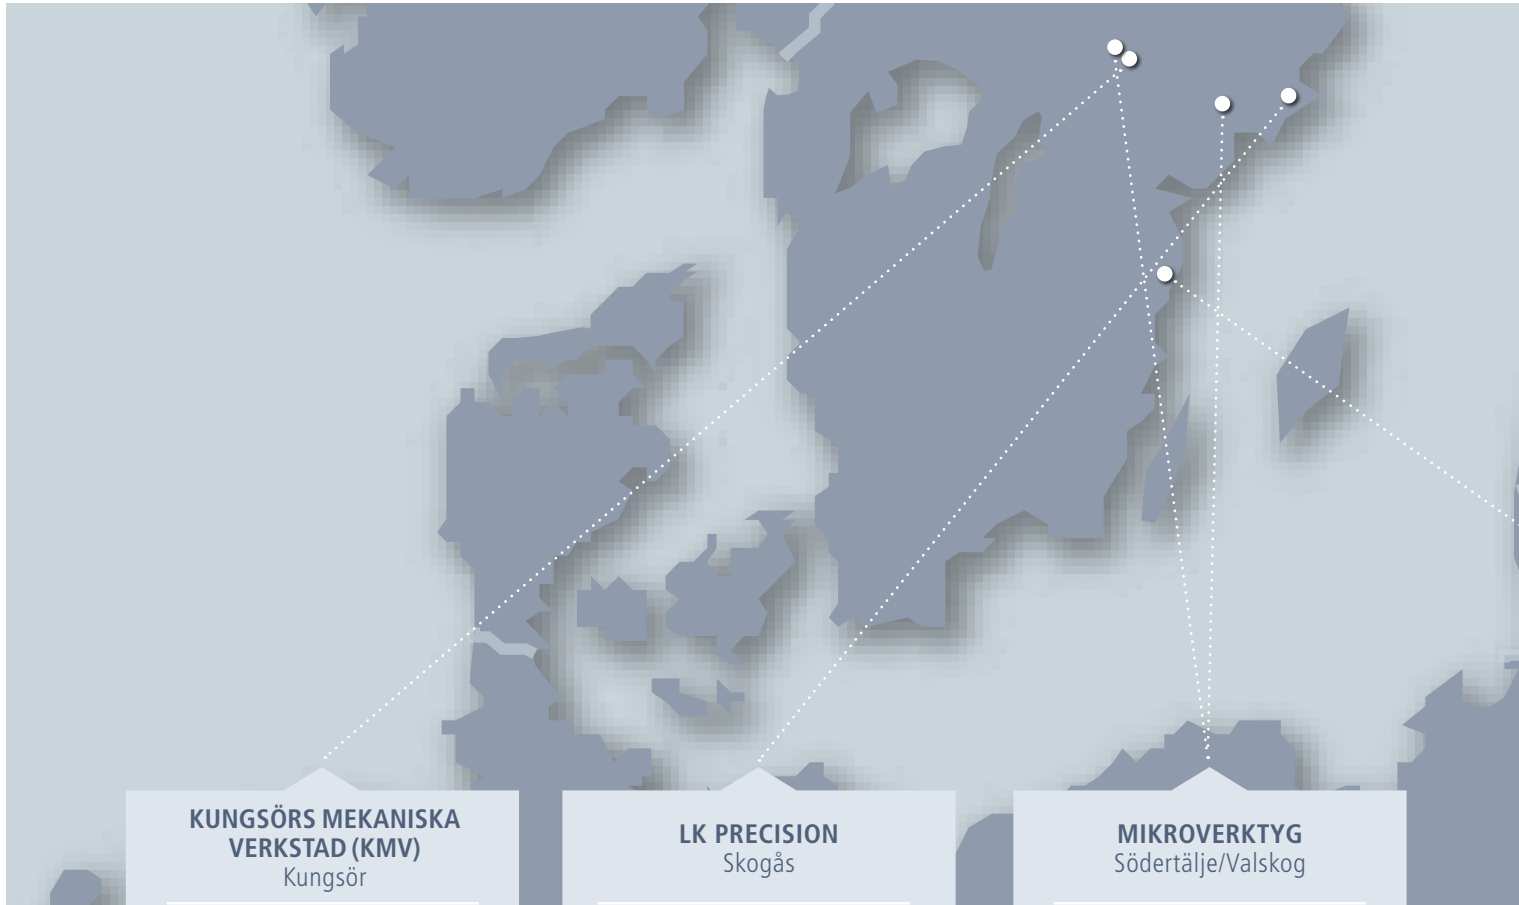 KUNGSÖRS MEKANISKA
VERKSTAD (KMV)
Kungsör
LK PRECISION
Skogås
MIKROVERKTYG
Södertälje/Valskog